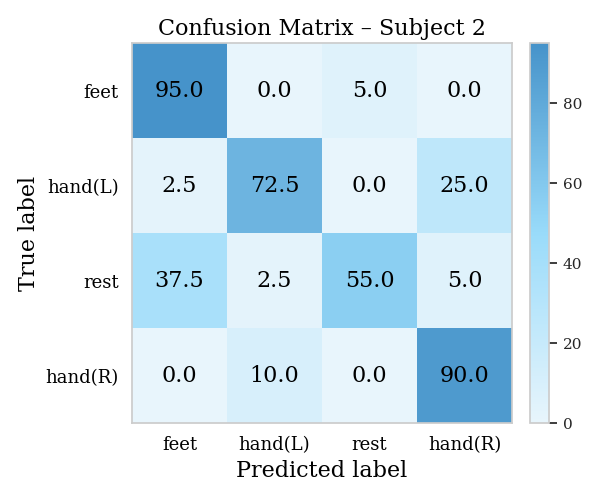 Confusion Matrix – Subject 2
feet 95.0 0.0 5.0 0.0
hand(L) 2.5 72.5 0.0 25.0
rest 37.5 2.5 55.0 5.0
hand(R) 0.0 10.0 0.0 90.0
feet hand(L) rest hand(R)
Predicted label
True label
80
60
40
20
0